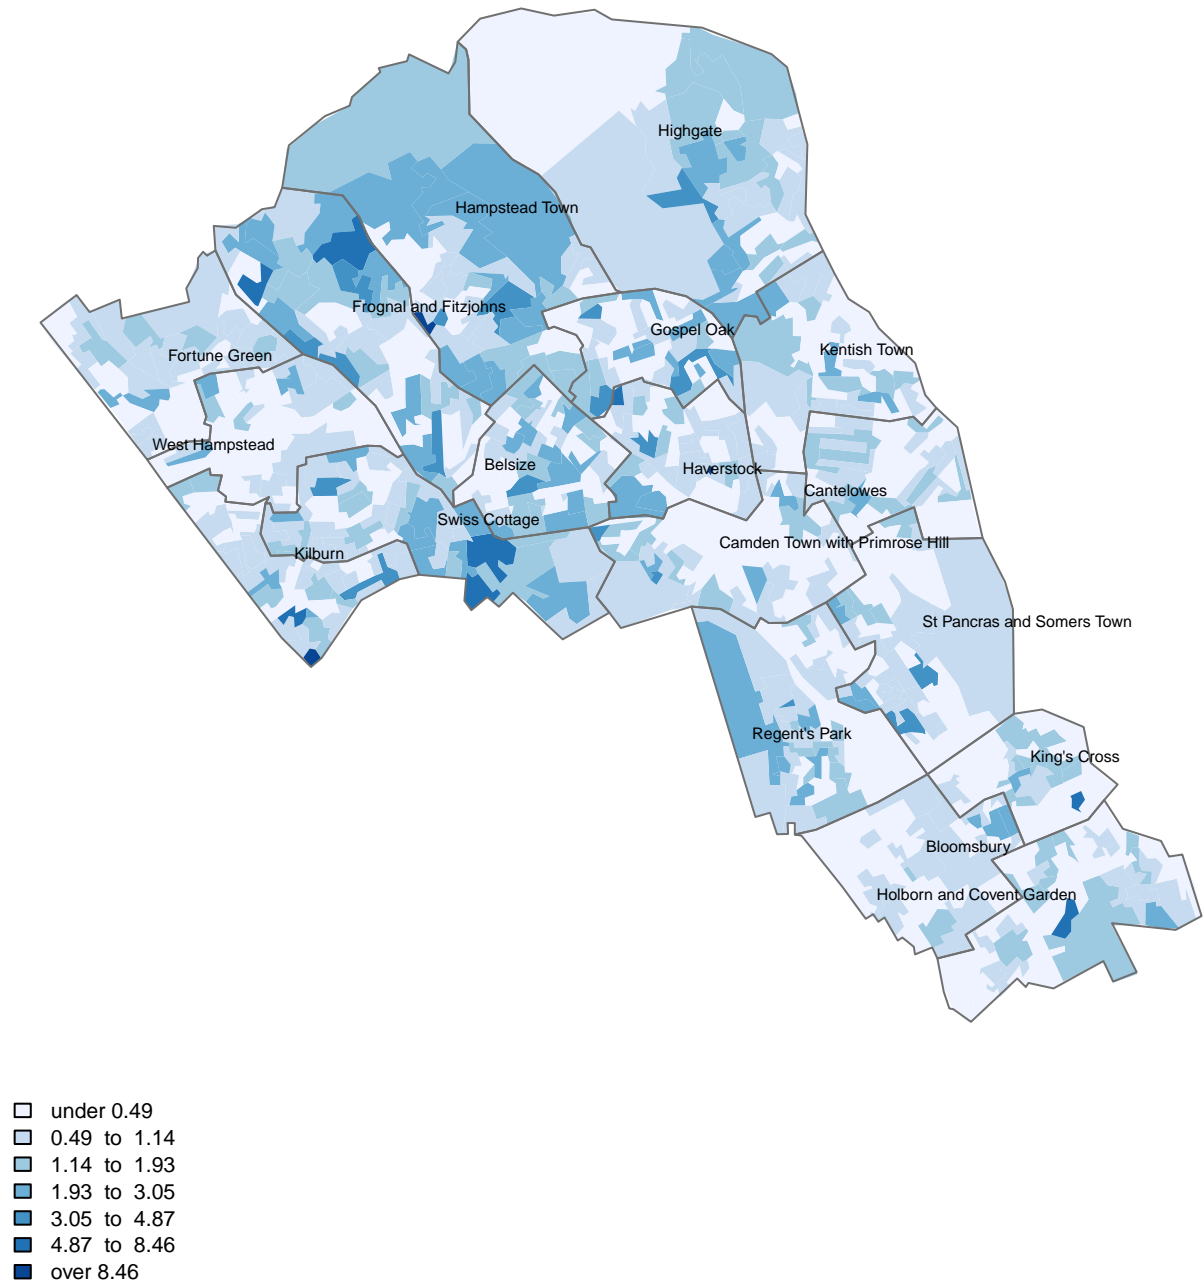 Highgate
Hampstead Town
Frognal and Fitzjohns
Gospel Oak
Kentish Town
Fortune Green
West Hampstead
Belsize
Haverstock
Cantelowes
Swiss Cottage
Camden Town with Primrose Hill
Kilburn
St Pancras and Somers Town
Regent's Park
King's Cross
Bloomsbury
Holborn and Covent Garden
under 0.49
0.49 to 1.14
1.14 to 1.93
1.93 to 3.05
3.05 to 4.87
4.87 to 8.46
over 8.46